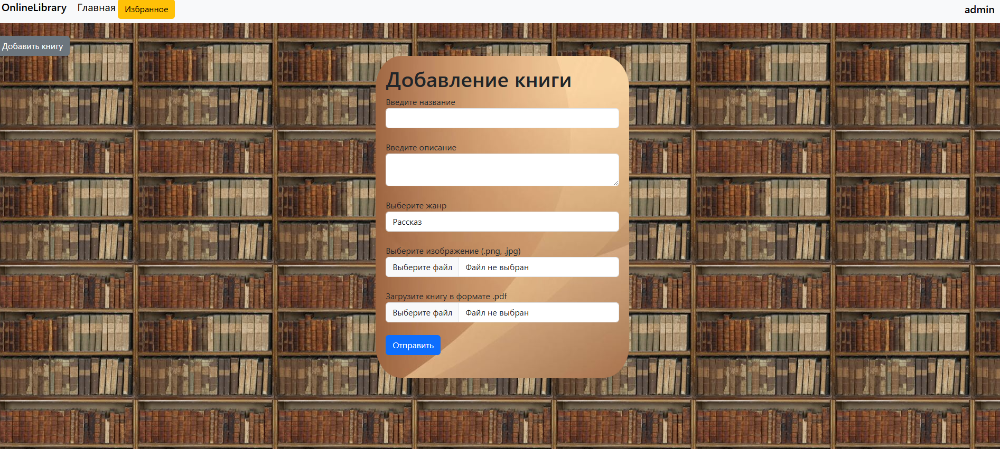 OnlineLibrary Главная Избранное admin
Добавить книгу
Добавление книги
Введите название
Введите описание
Выберите жанр
Рассказ
Выберите изображение (.png, .jpg)
Выберите файл Файл не выбран
Загрузите книгу в формате .pdf
Выберите файл Файл не выбран
Отправить